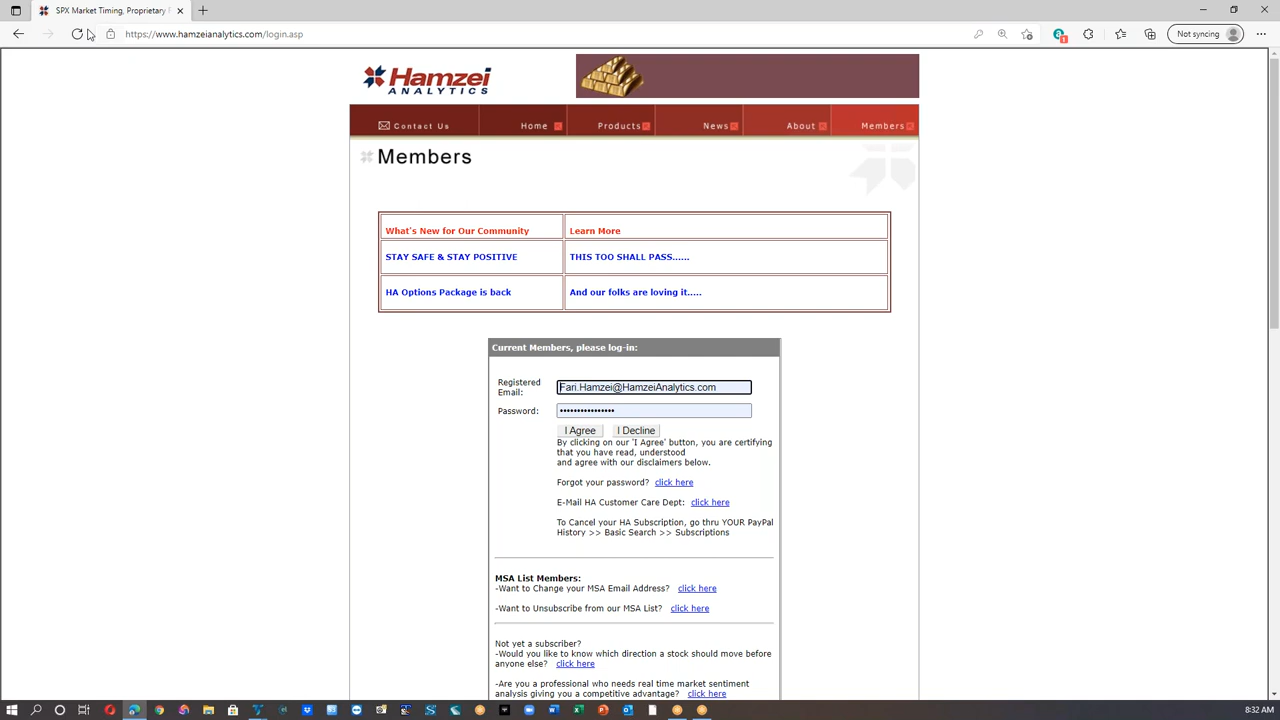 SPX Market Timing, Proprietary
https://www.hamzeianalytics.com/login.asp
Not syncing
Hamzei
ANALYTICS
Contact Us
Home
Products
News
About
Members
Members
What's New for Our Community
Learn More
STAY SAFE & STAY POSITIVE
THIS TOO SHALL PASS......
HA Options Package is back
And our folks are loving it.....
Current Members, please log-in:
Registered
Email:
Fari.Hamzei@HamzeiAnalytics.com
Password:
••••••••••••••••
I Agree
I Decline
By clicking on our 'I Agree' button, you are certifying
that you have read, understood
and agree with our disclaimers below.
Forgot your password? click here
E-Mail HA Customer Care Dept: click here
To Cancel your HA Subscription, go thru YOUR PayPal
History >> Basic Search >> Subscriptions
MSA List Members:
-Want to Change your MSA Email Address? click here
-Want to Unsubscribe from our MSA List? click here
Not yet a subscriber?
-Would you like to know which direction a stock should move before
anyone else? click here
-Are you a professional who needs real time market sentiment
analysis giving you a competitive advantage? click here
8:32 AM